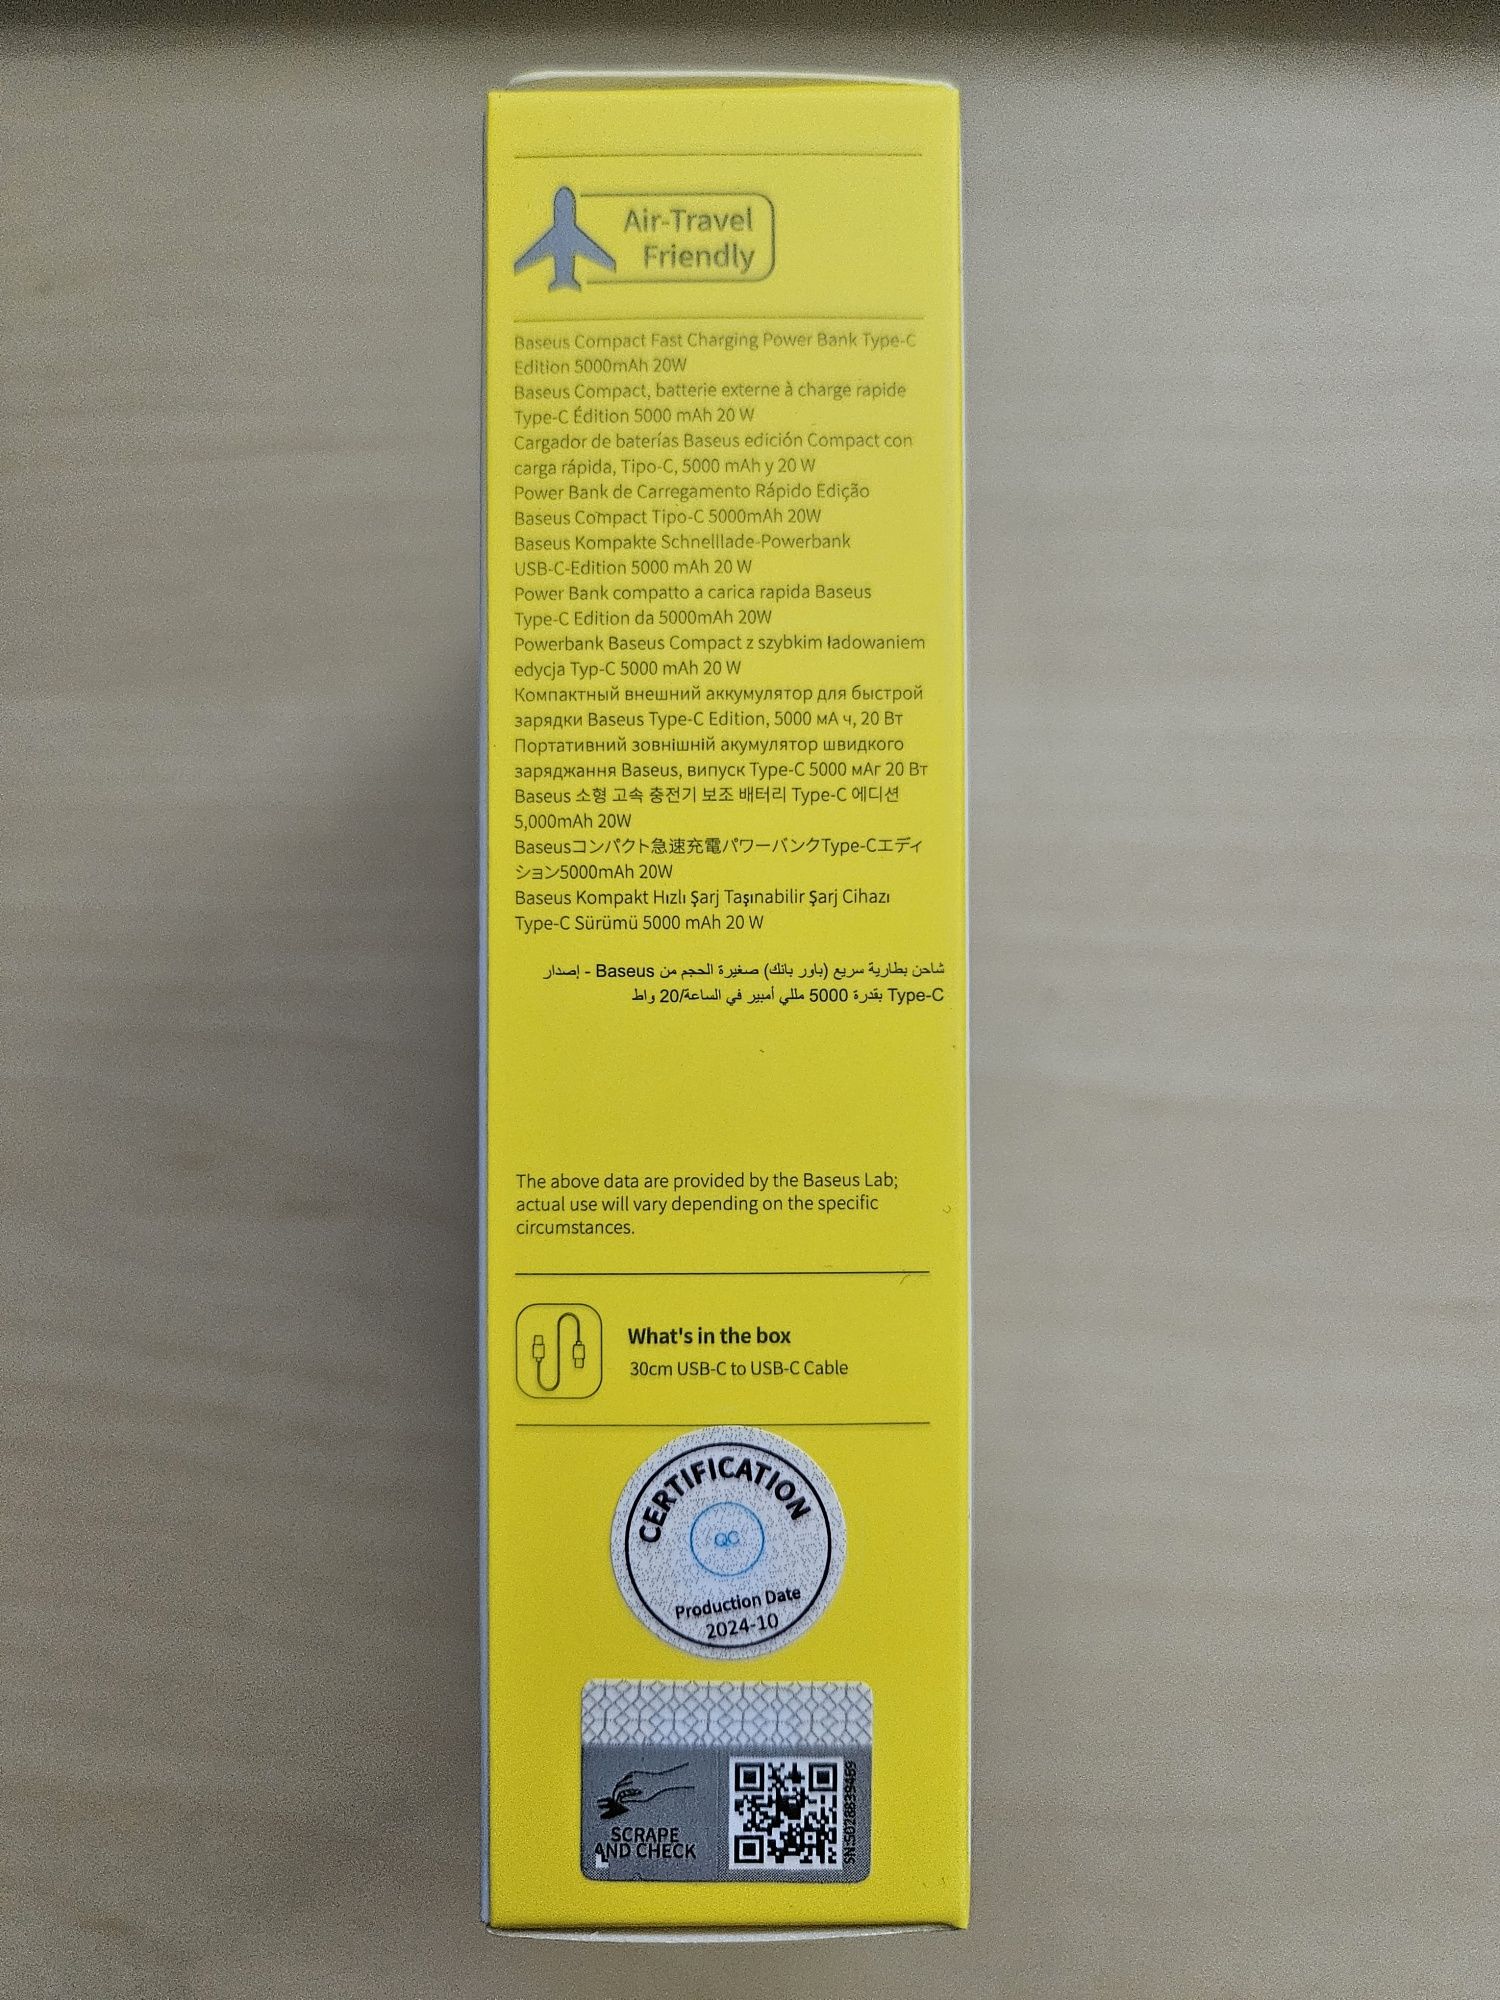 Air-Travel
Friendly
Baseus Compact Fast Charging Power Bank Type-C
Edition 5000mAh 20W
Baseus Compact, batterie externe à charge rapide
Type-C Édition 5000 mAh 20 W
Cargador de baterías Baseus edición Compact con
carga rápida, Tipo-C, 5000 mAh y 20 W
Power Bank de Carregamento Rápido Edição
Baseus Compact Tipo-C 5000mAh 20W
Baseus Kompakte Schnelllade-Powerbank
USB-C-Edition 5000 mAh 20 W
Power Bank compatto a carica rapida Baseus
Type-C Edition da 5000mAh 20W
Powerbank Baseus Compact z szybkim ładowaniem
edycja Typ-C 5000 mAh 20 W
Компактный внешний аккумулятор для быстрой
зарядки Baseus Type-C Edition, 5000 мА ч, 20 Вт
Портативний зовнішній акумулятор швидкого
заряджання Baseus, випуск Type-C 5000 мАг 20 Вт
Baseus 소형 고속 충전기 보조 배터리 Type-C 에디션
5,000mAh 20W
Baseusコンパクト急速充電パワーバンクType-Cエディ
ション5000mAh 20W
Baseus Kompakt Hızlı Şarj Taşınabilir Şarj Cihazı
Type-C Sürümü 5000 mAh 20 W
شاحن بطارية سريع (باور بانك) صغيرة الحجم من Baseus - إصدار
Type-C بقدرة 5000 مللي أمبير في الساعة/20 واط
The above data are provided by the Baseus Lab;
actual use will vary depending on the specific
circumstances.
What's in the box
30cm USB-C to USB-C Cable
CERTIFICATION
QC
Production Date
2024-10
SCRAPE
AND CHECK
SN:5028839469